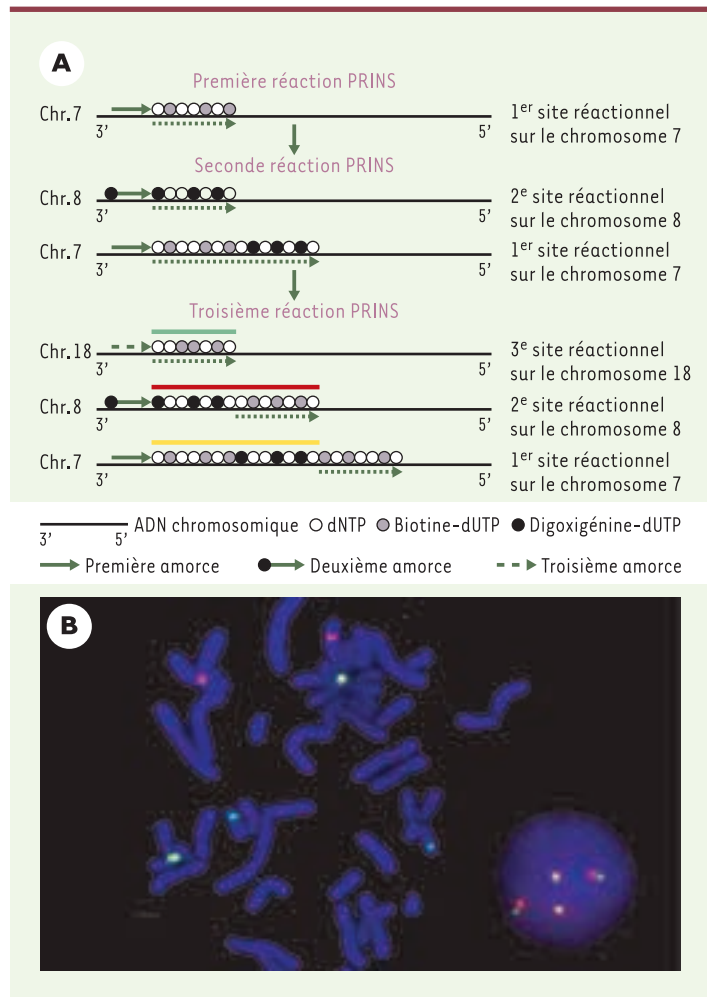 A
Première réaction PRINS
Chr.7
3’
5’
1er site réactionnel
sur le chromosome 7
Seconde réaction PRINS
Chr.8
3’
5’
2e site réactionnel
sur le chromosome 8
Chr.7
3’
5’
1er site réactionnel
sur le chromosome 7
Troisième réaction PRINS
Chr.18
3’
5’
3e site réactionnel
sur le chromosome 18
Chr.8
3’
5’
2e site réactionnel
sur le chromosome 8
Chr.7
3’
5’
1er site réactionnel
sur le chromosome 7
3’ 5’ ADN chromosomique dNTP Biotine-dUTP Digoxigénine-dUTP
Première amorce Deuxième amorce Troisième amorce
B